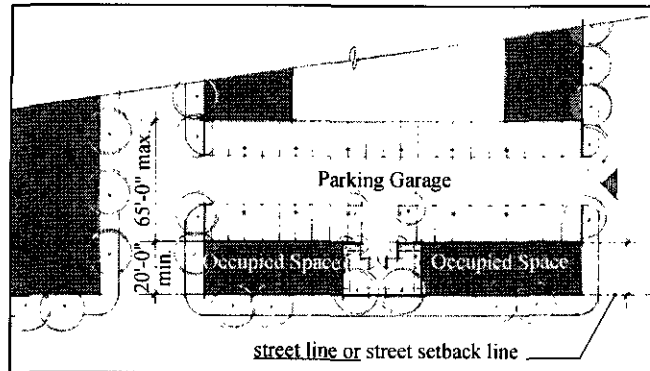 65'-0" max.
Parking Garage
20'-0"
min.
Occupied Space
Occupied Space
street line or street setback line